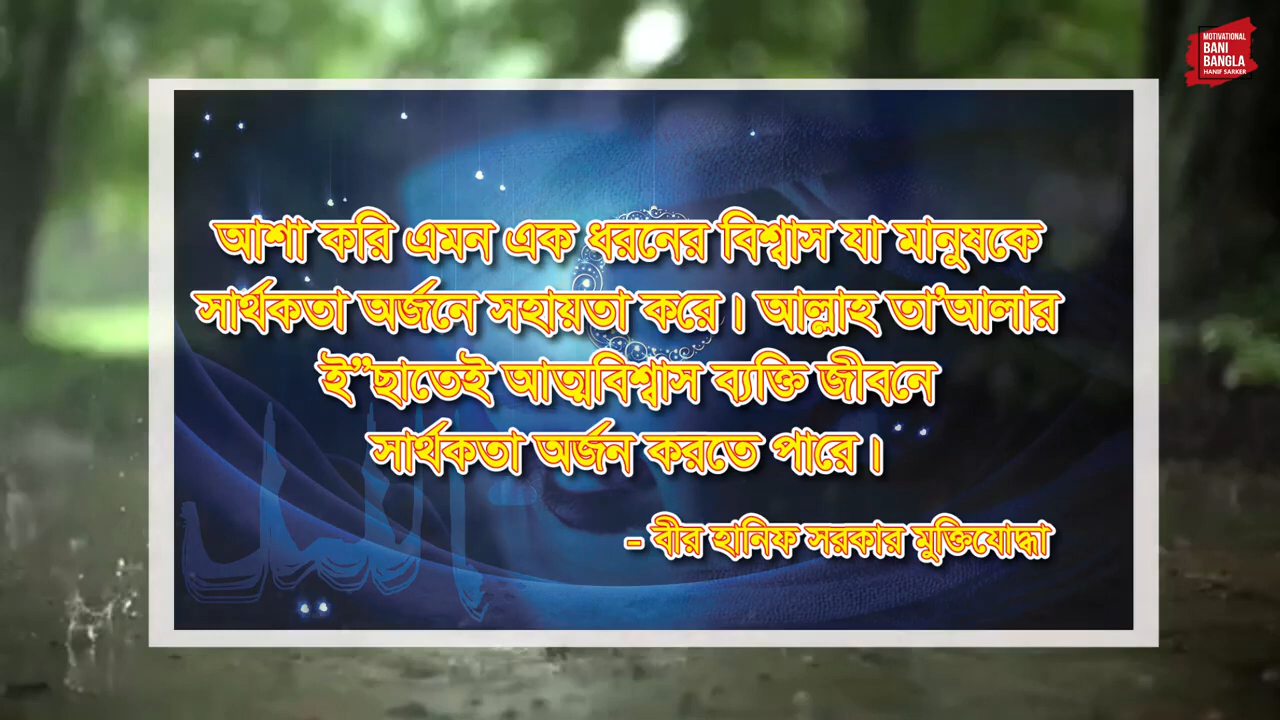 MOTIVATIONAL
BANI
BANGLA
HANIF SARKER
আশা করি এমন এক ধরনের বিশ্বাস যা মানুষকে
সার্থকতা অর্জনে সহায়তা করে। আল্লাহ তা’আলার
ই”ছাতেই আত্মবিশ্বাস ব্যক্তি জীবনে
সার্থকতা অর্জন করতে পারে।
- বীর হানিফ সরকার মুক্তিযোদ্ধা